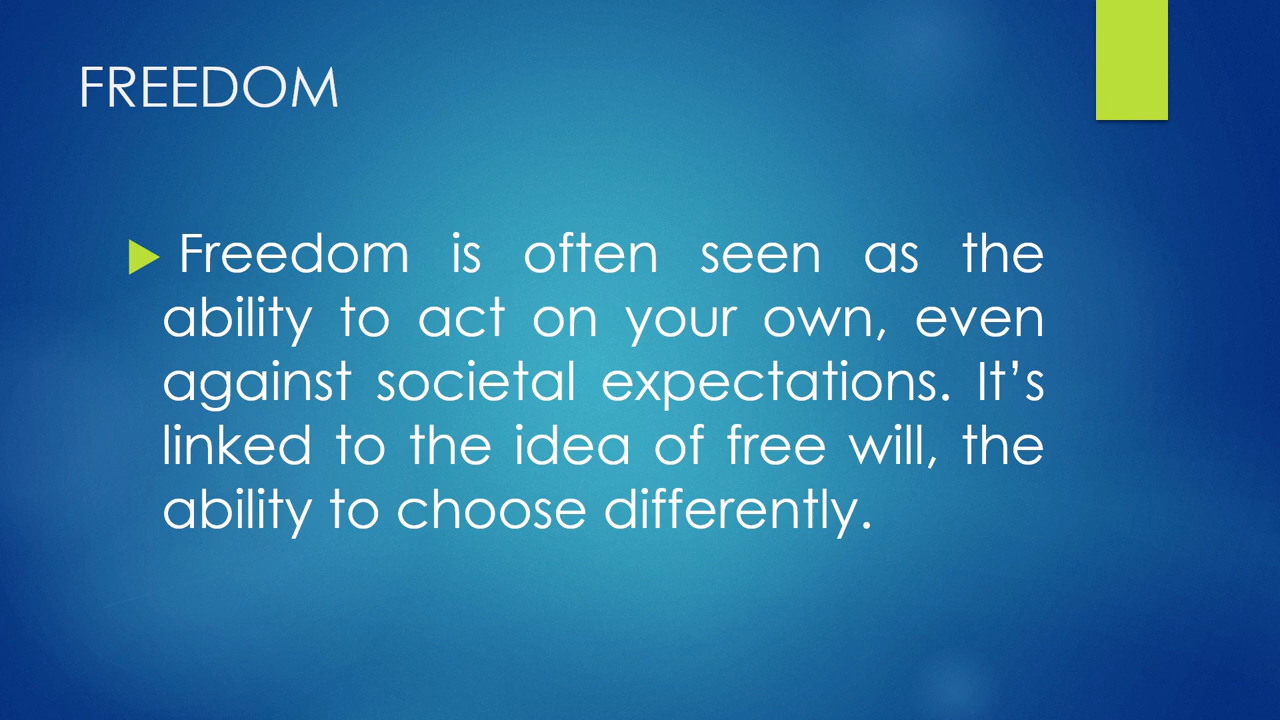 FREEDOM
Freedom is often seen as the
ability to act on your own, even
against societal expectations. It’s
linked to the idea of free will, the
ability to choose differently.